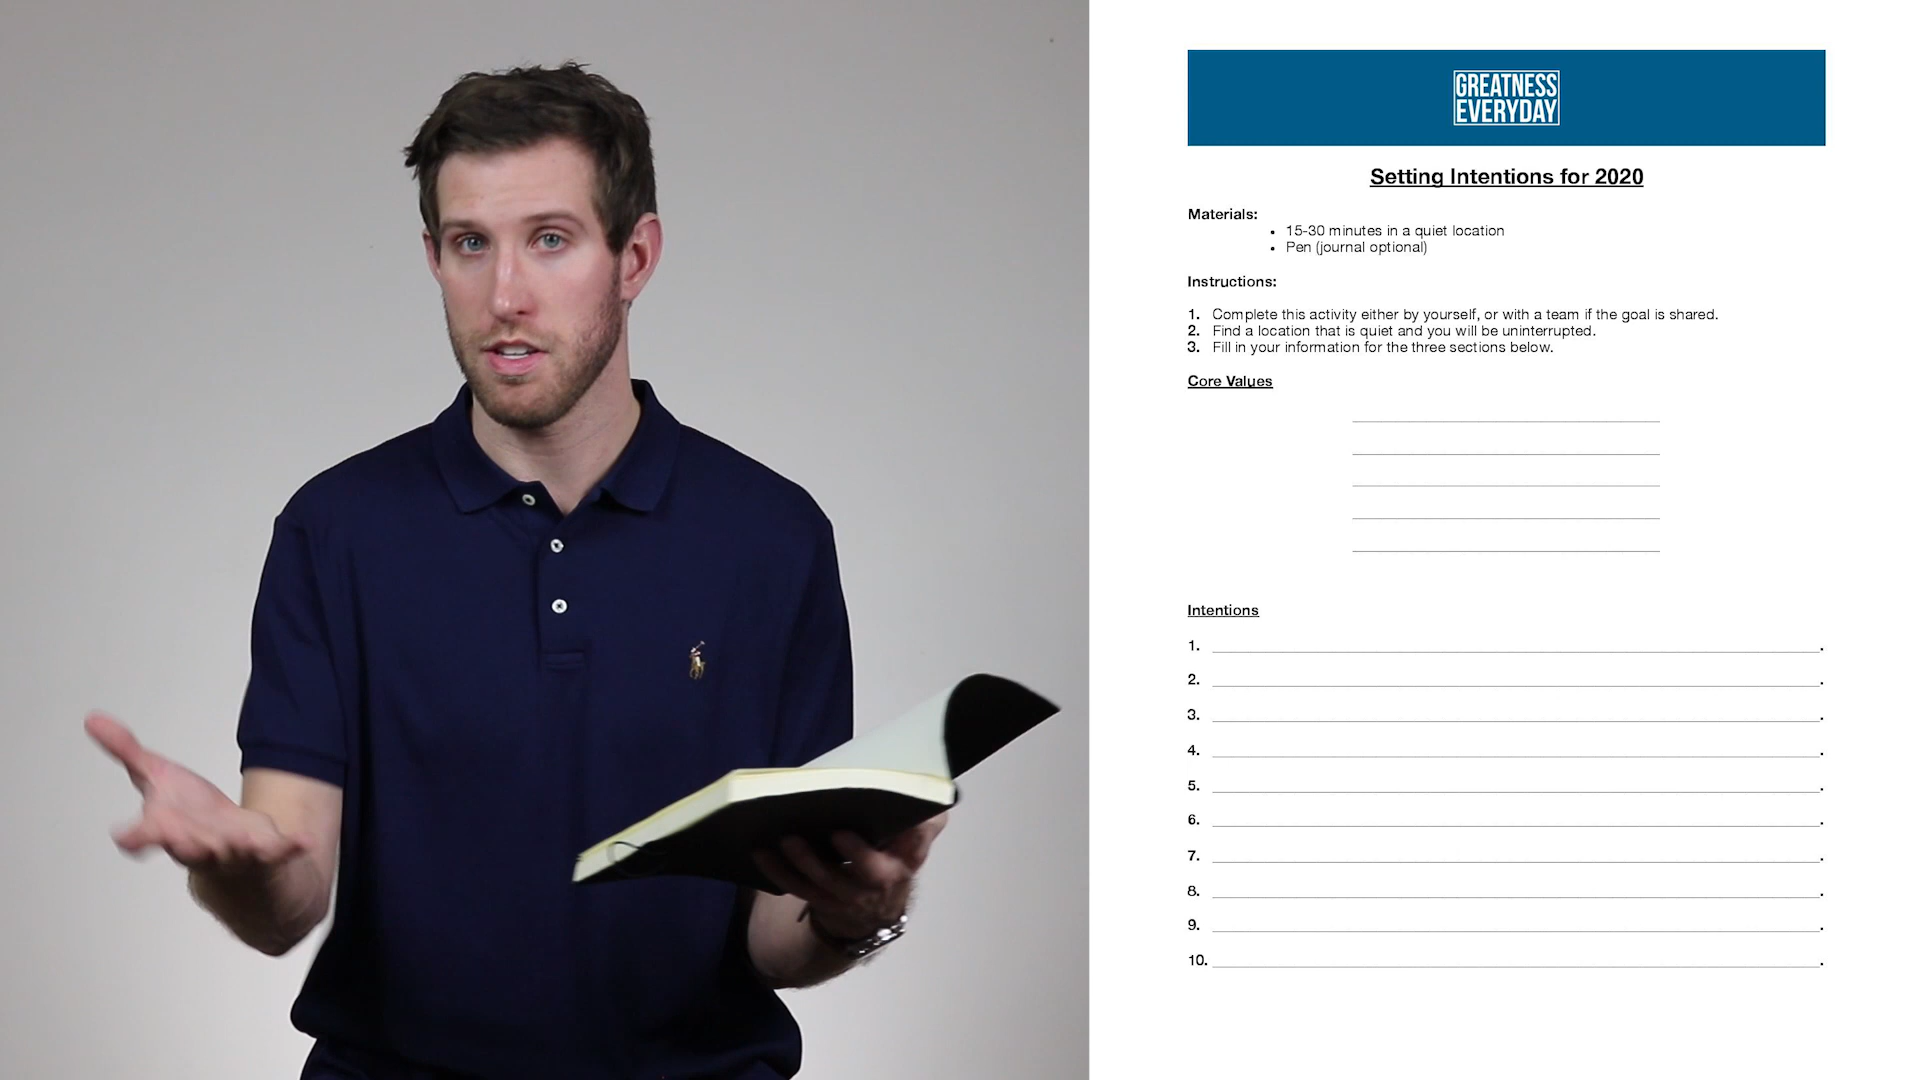 GREATNESS
EVERYDAY
Setting Intentions for 2020
Materials:
• 15-30 minutes in a quiet location
• Pen (journal optional)
Instructions:
1. Complete this activity either by yourself, or with a team if the goal is shared.
2. Find a location that is quiet and you will be uninterrupted.
3. Fill in your information for the three sections below.
Core Values
Intentions
1. .
2. .
3. .
4. .
5. .
6. .
7. .
8. .
9. .
10. .